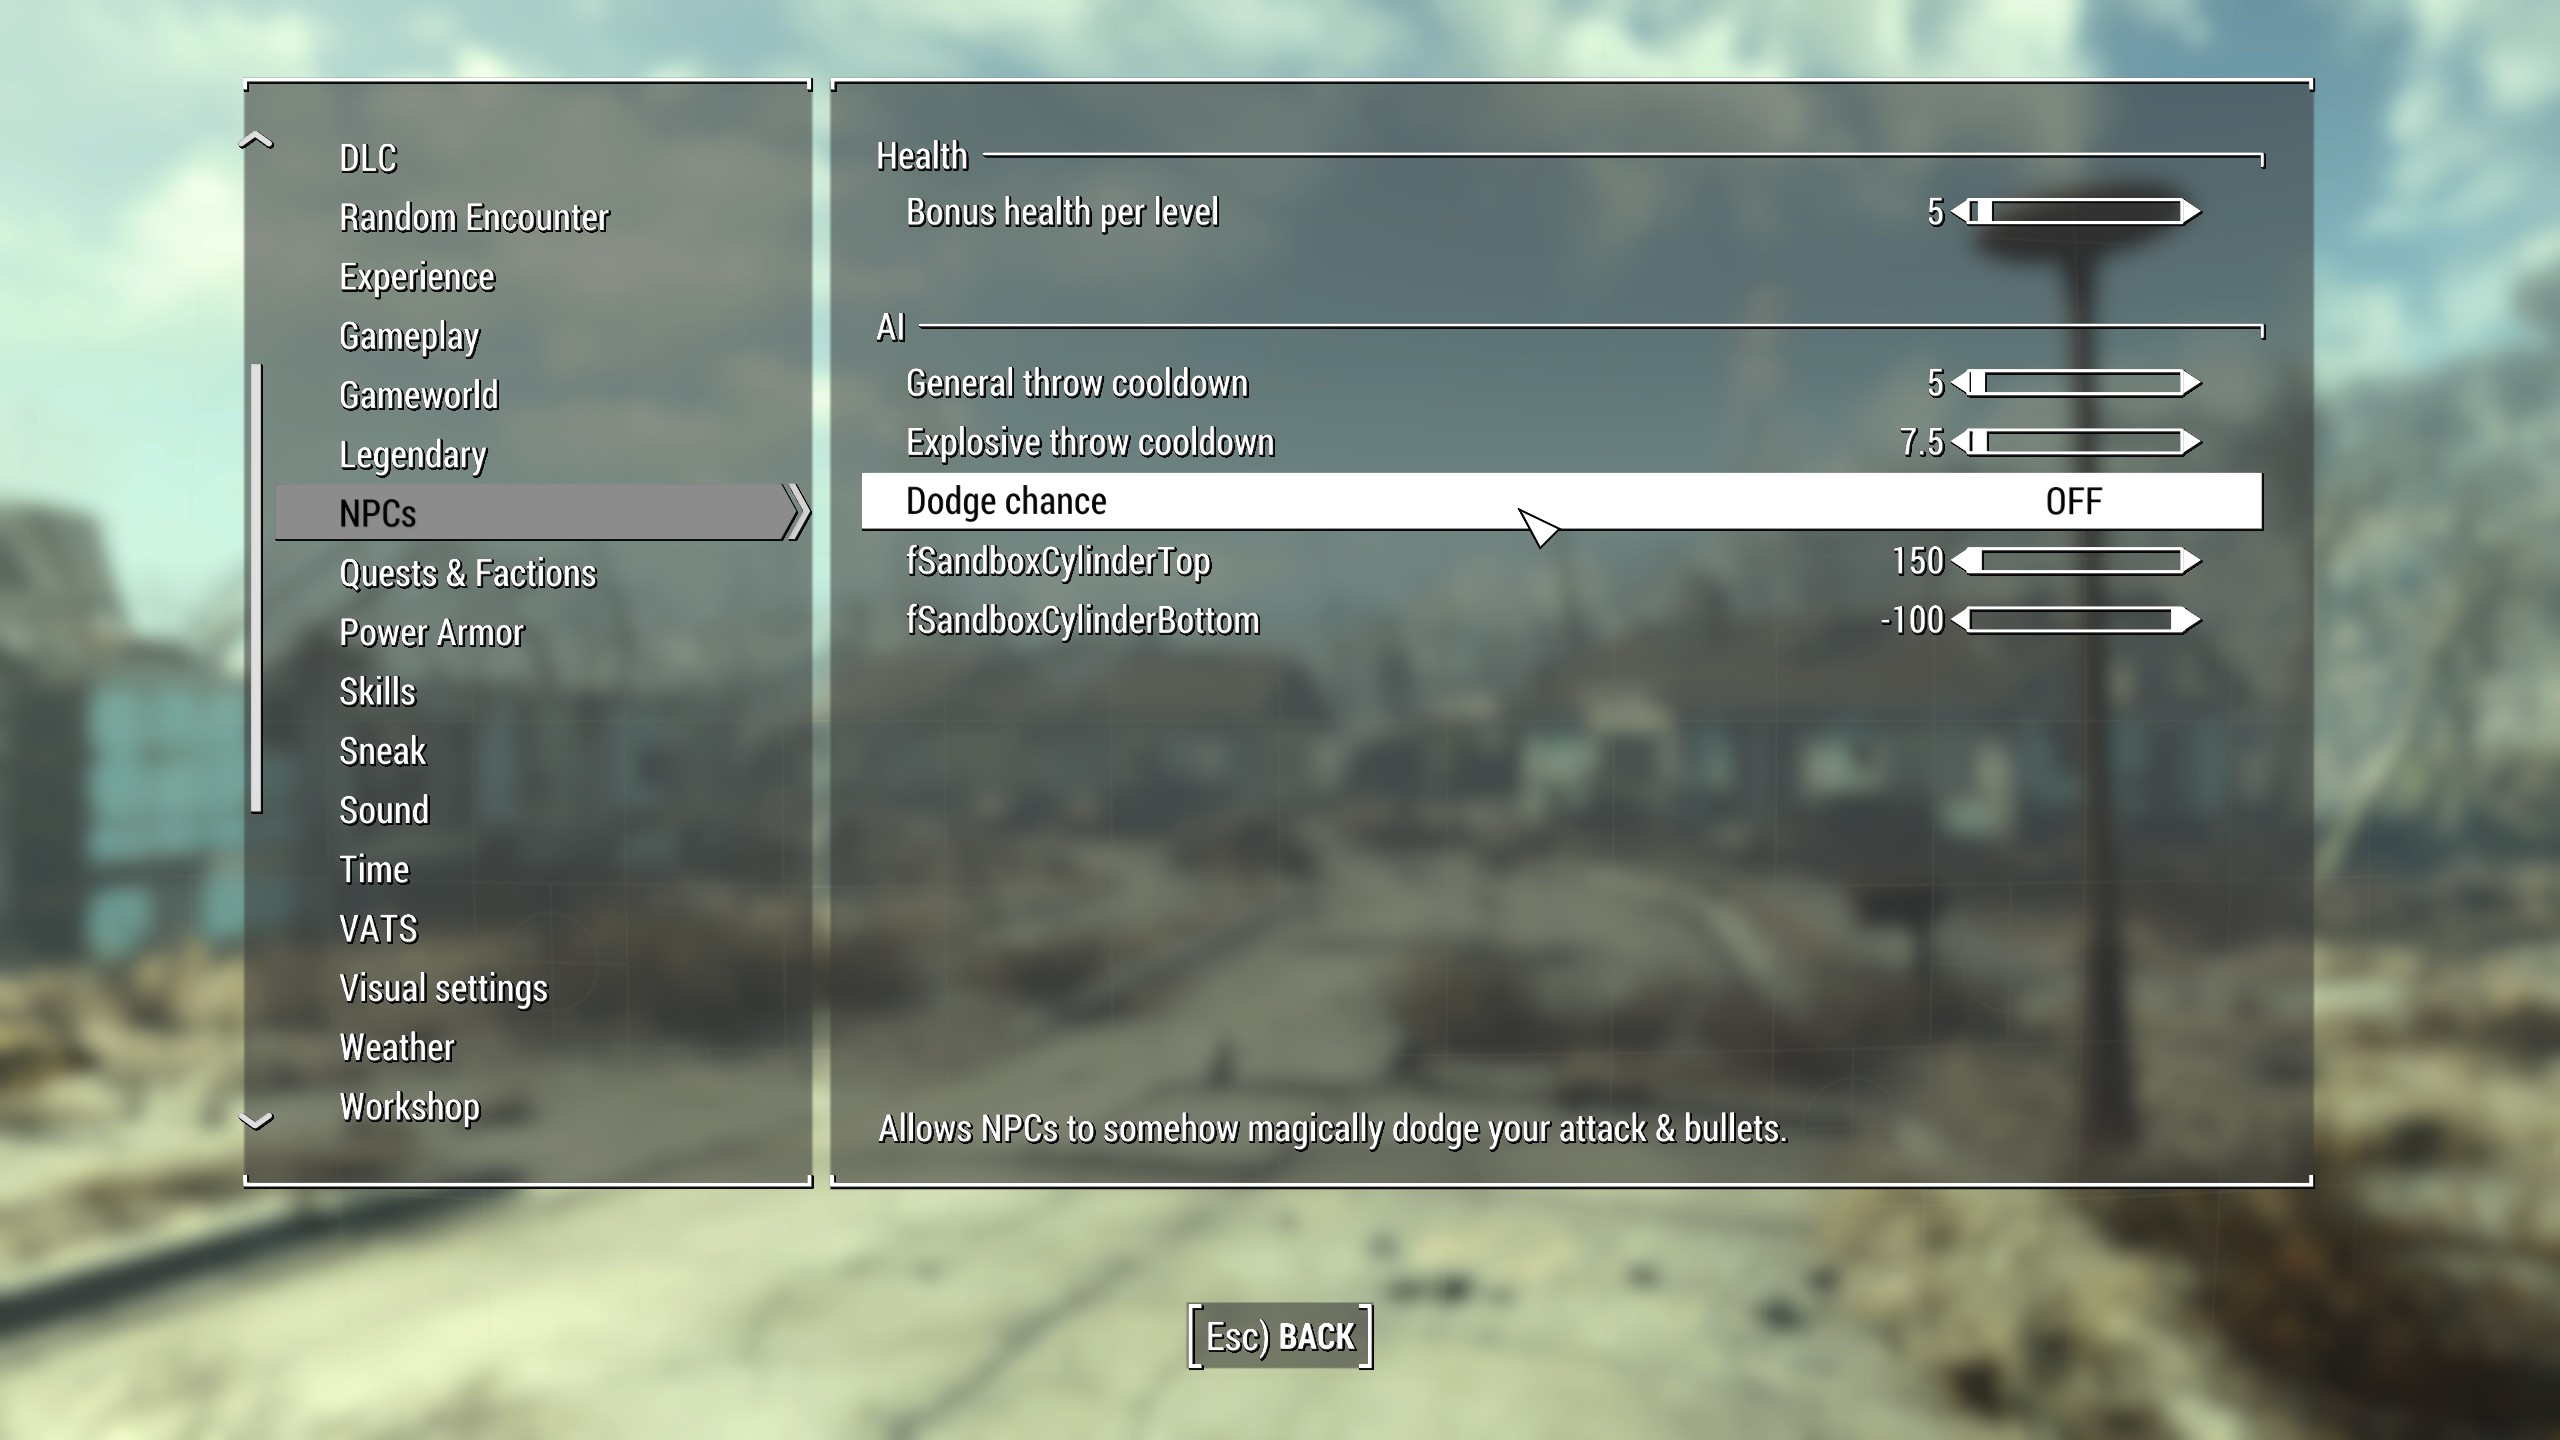 DLC
Random Encounter
Experience
Gameplay
Gameworld
Legendary
NPCs
Quests & Factions
Power Armor
Skills
Sneak
Sound
Time
VATS
Visual settings
Weather
Workshop
Health
Bonus health per level 5
AI
General throw cooldown 5
Explosive throw cooldown 7.5
Dodge chance OFF
fSandboxCylinderTop 150
fSandboxCylinderBottom -100
Allows NPCs to somehow magically dodge your attack & bullets.
Esc) BACK